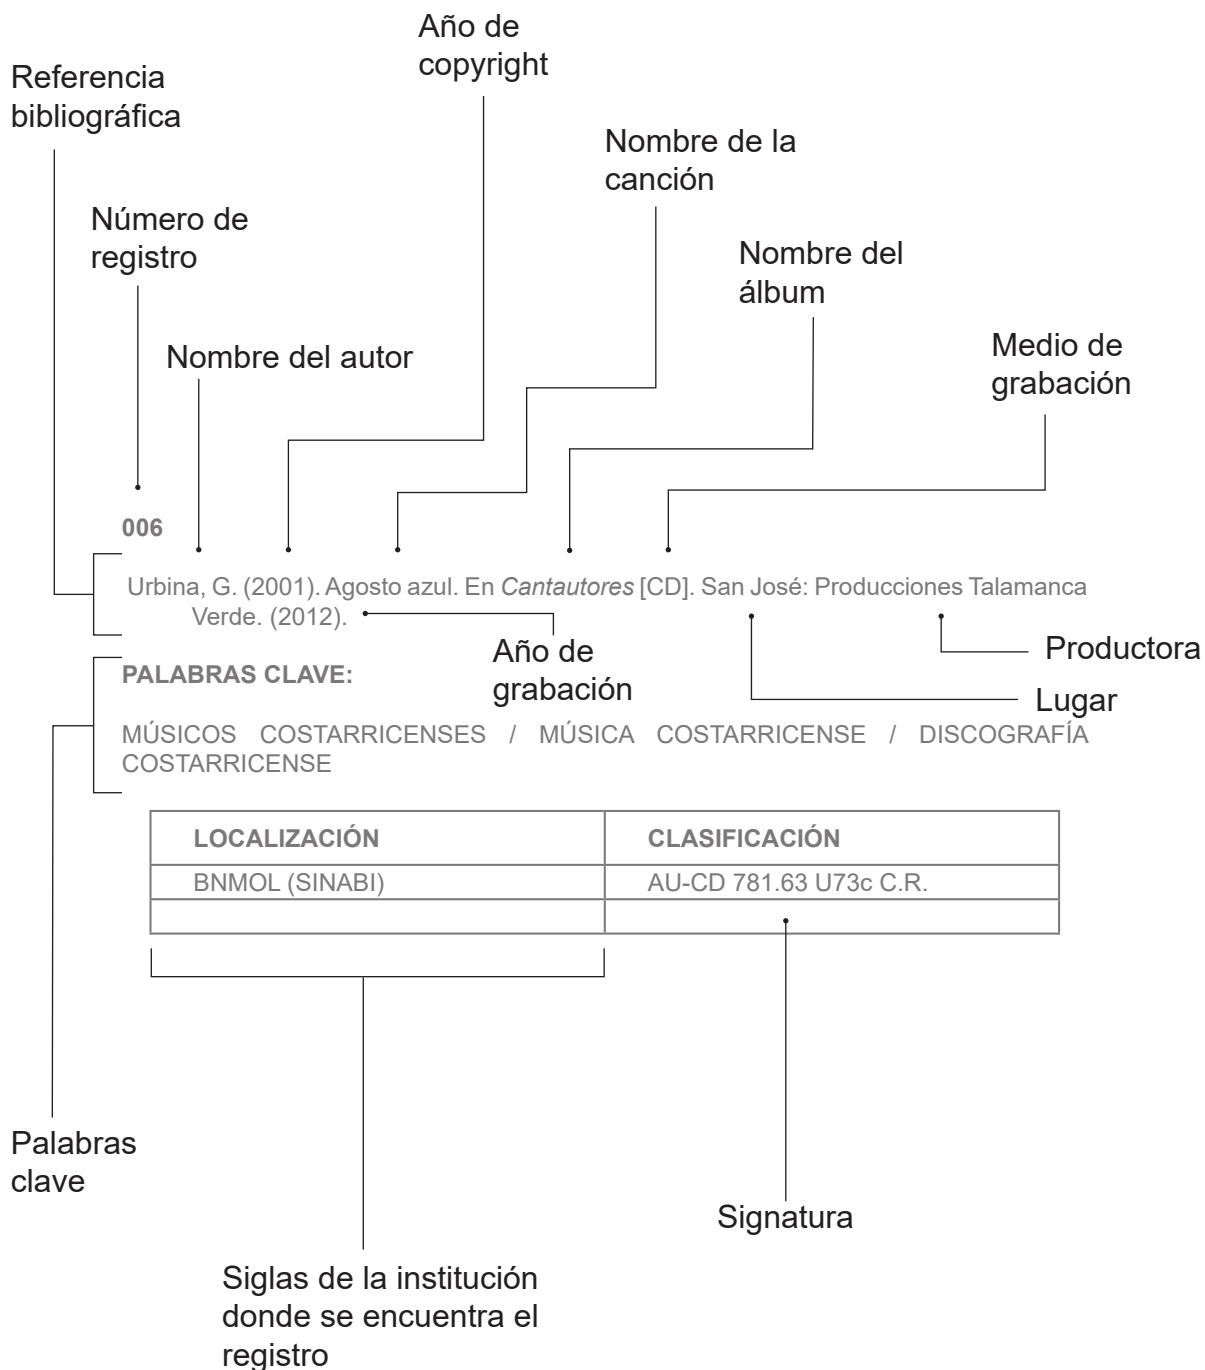 Año de
copyright
Referencia
bibliográfica
Nombre de la
canción
Número de
registro
Nombre del
álbum
Nombre del autor
Medio de
grabación
006
Urbina, G. (2001). Agosto azul. En Cantautores [CD]. San José: Producciones Talamanca
Verde. (2012).
Año de
grabación
Productora
Lugar
PALABRAS CLAVE:
MÚSICOS COSTARRICENSES / MÚSICA COSTARRICENSE / DISCOGRAFÍA
COSTARRICENSE
LOCALIZACIÓN CLASIFICACIÓN
BNMOL (SINABI) AU-CD 781.63 U73c C.R.
Palabras
clave
Signatura
Siglas de la institución
donde se encuentra el
registro